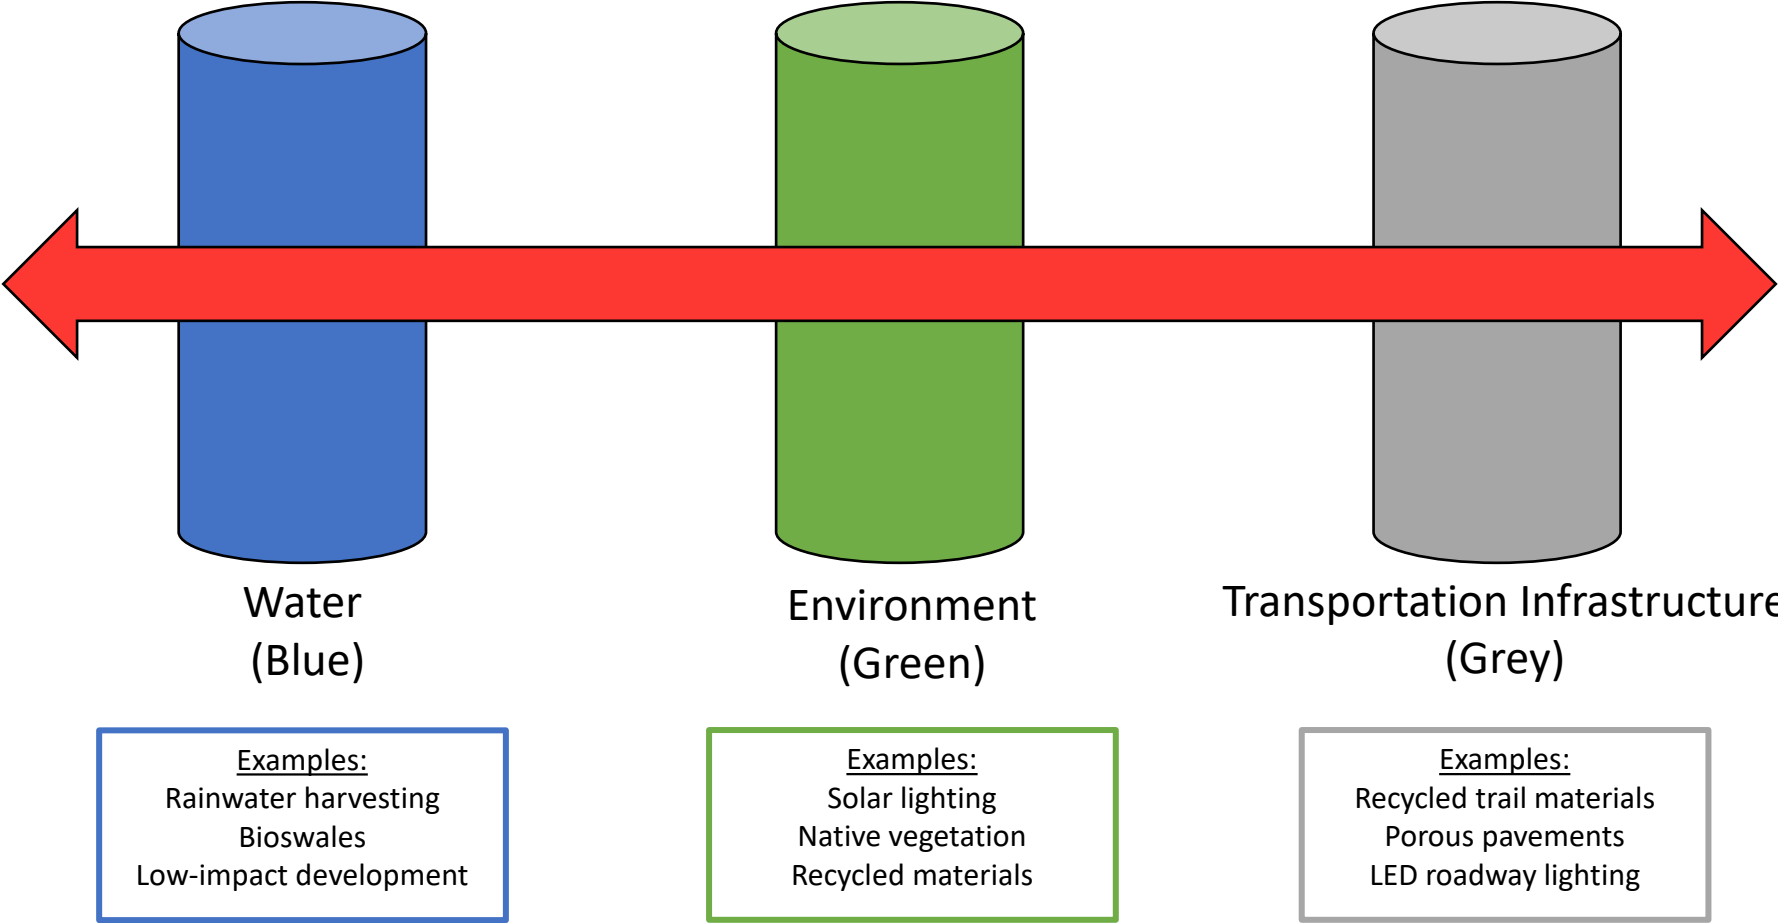 Water
(Blue)
Environment
(Green)
Transportation Infrastructure
(Grey)
Examples:
Rainwater harvesting
Bioswales
Low-impact development
Examples:
Solar lighting
Native vegetation
Recycled materials
Examples:
Recycled trail materials
Porous pavements
LED roadway lighting